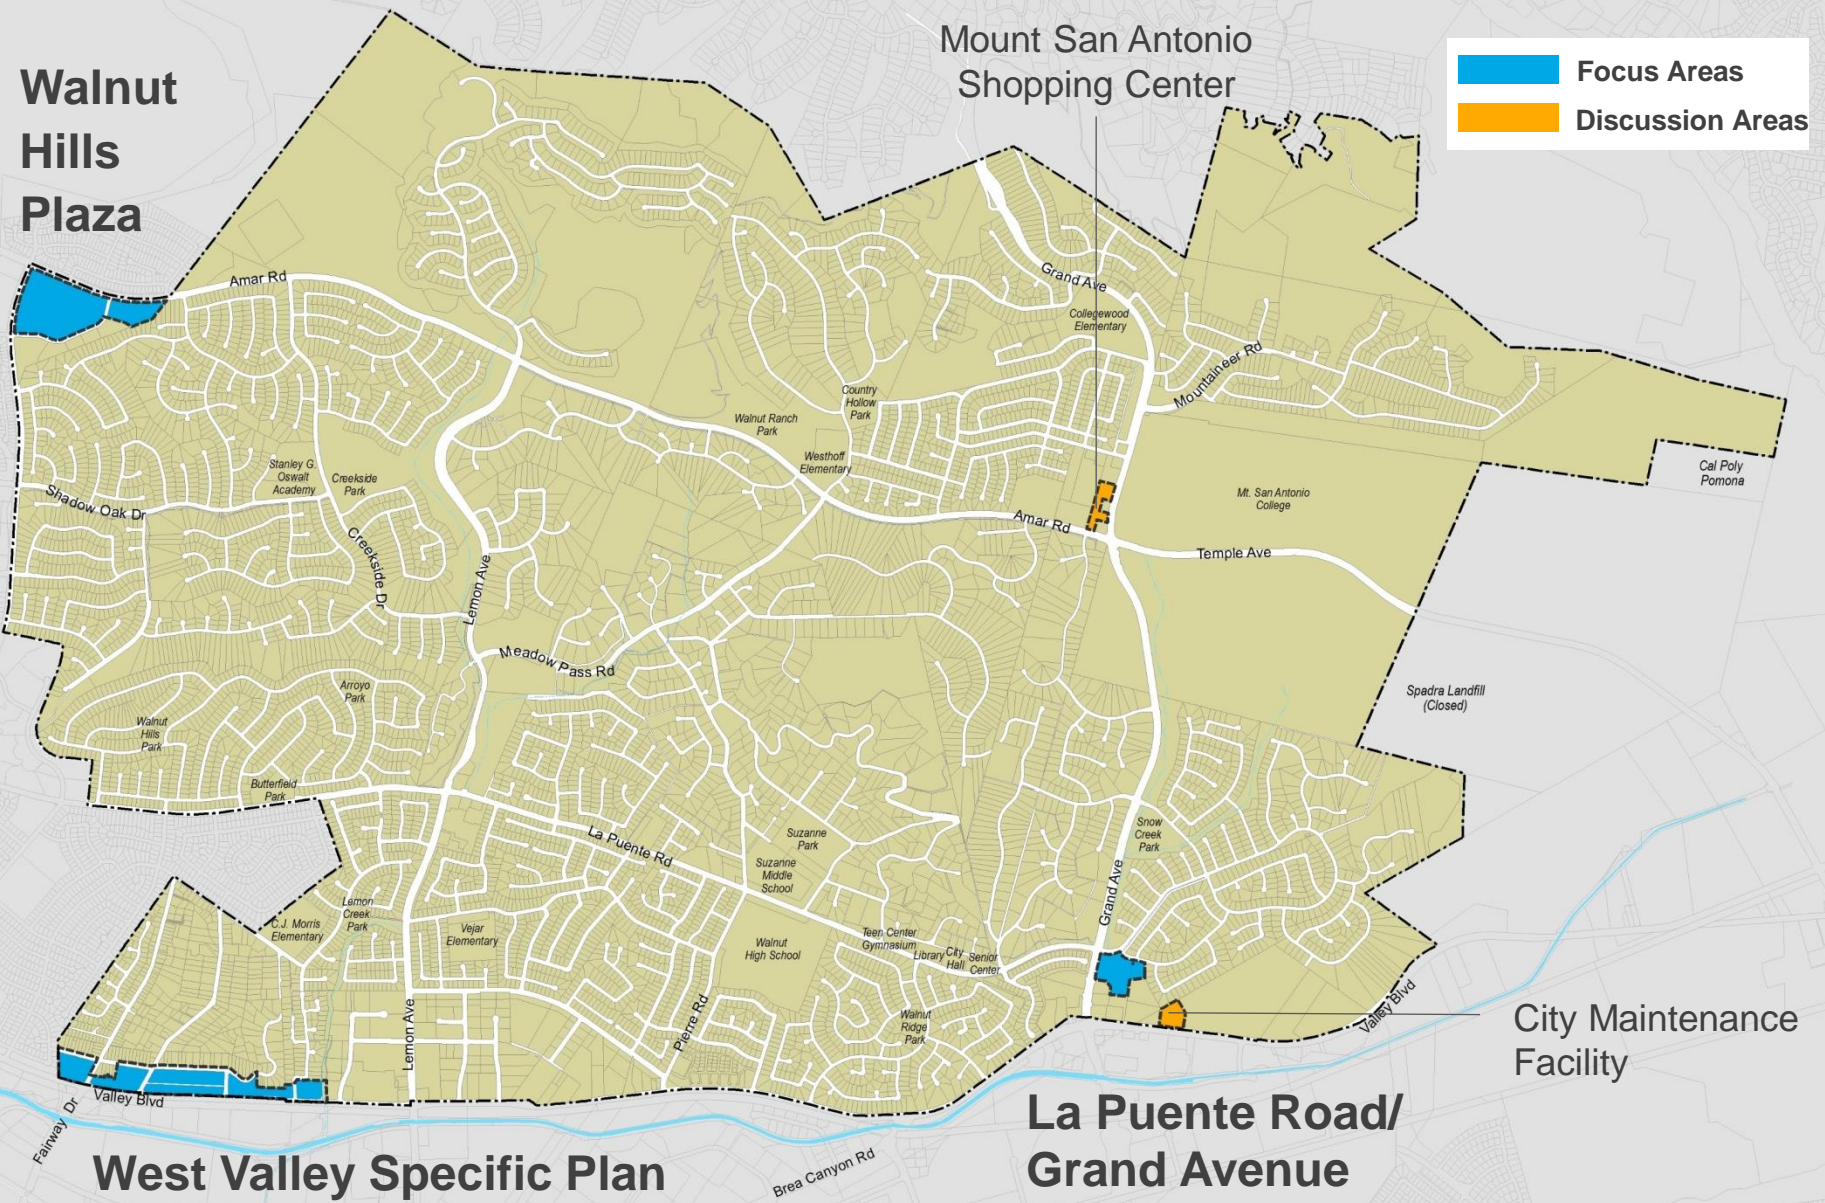 Walnut
Hills
Plaza
Mount San Antonio
Shopping Center
Focus Areas
Discussion Areas
Amar Rd
Grand Ave
Collegewood
Elementary
Mountaineer Rd
Country
Hollow
Park
Walnut Ranch
Park
Westhoff
Elementary
Stanley G.
Oswalt
Academy
Creekside
Park
Shadow Oak Dr
Creekside Dr
Lemon Ave
Amar Rd
Mt. San Antonio
College
Cal Poly
Pomona
Temple Ave
Meadow Pass Rd
Arroyo
Park
Walnut
Hills
Park
Butterfield
Park
Spadra Landfill
(Closed)
La Puente Rd
Suzanne
Park
Suzanne
Middle
School
Snow
Creek
Park
Grand Ave
Lemon
Creek
Park
C.J. Morris
Elementary
Vejar
Elementary
Walnut
High School
Teen Center
Gymnasium
Library
City
Hall
Senior
Center
Walnut
Ridge
Park
Pierre Rd
Lemon Ave
Valley Blvd
City Maintenance
Facility
Valley Blvd
Fairway Dr
Brea Canyon Rd
La Puente Road/
Grand Avenue
West Valley Specific Plan